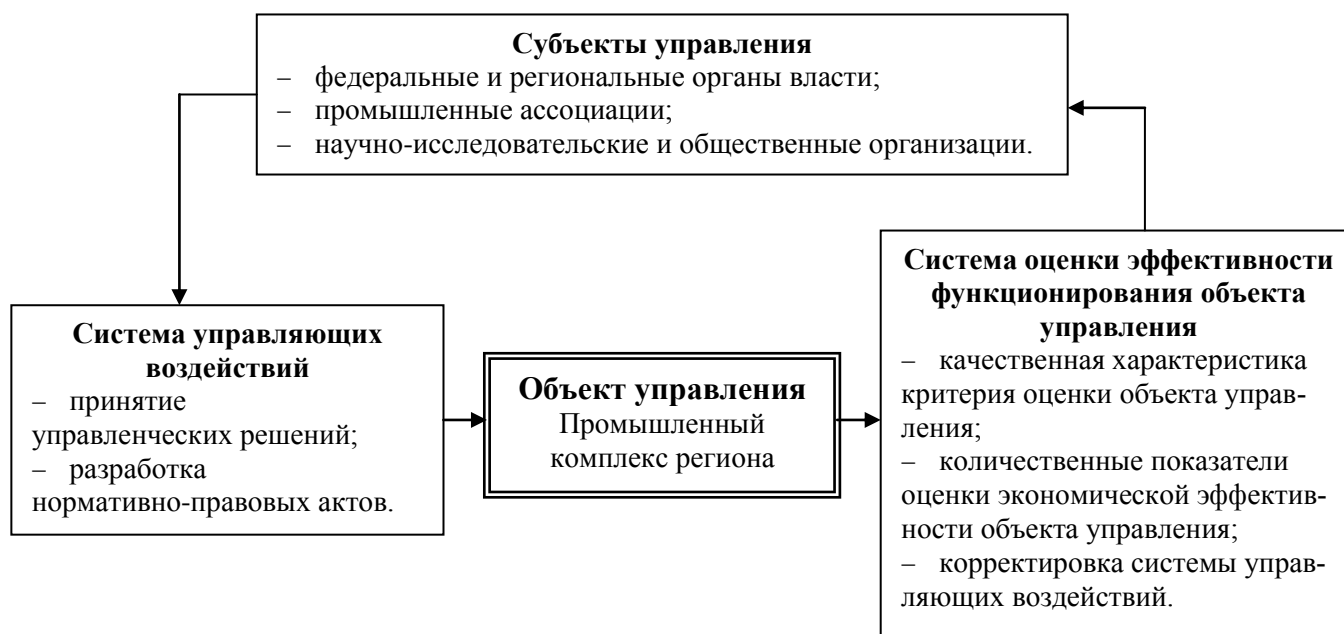 Субъекты управления
– федеральные и региональные органы власти;
– промышленные ассоциации;
– научно-исследовательские и общественные организации.
Система управляющих
воздействий
– принятие
управленческих решений;
– разработка
нормативно-правовых актов.
Объект управления
Промышленный
комплекс региона
Система оценки эффективности
функционирования объекта
управления
– качественная характеристика
критерия оценки объекта управ-
ления;
– количественные показатели
оценки экономической эффектив-
ности объекта управления;
– корректировка системы управ-
ляющих воздействий.